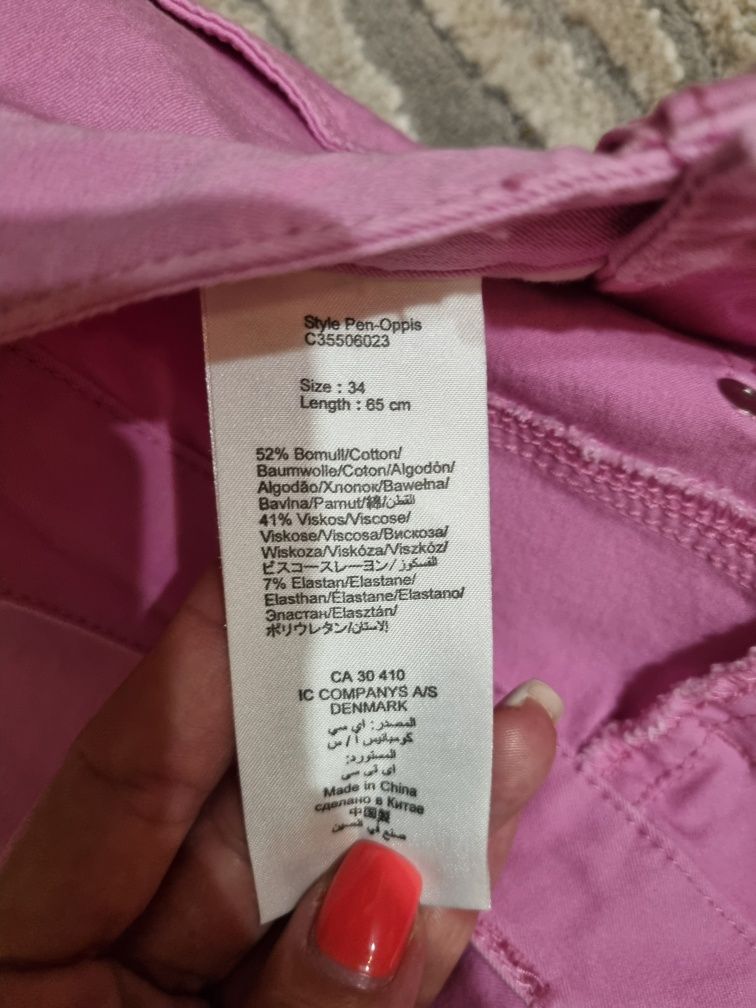 Style Pen-Oppis
C35506023
Size : 34
Length : 65 cm
52% Bomull/Cotton/
Baumwolle/Coton/Algodón/
Algodão/Хлопок/Bawełna/
Bavlna/Pamut/綿/القطن
41% Viskos/Viscose/
Viskose/Viscosa/Вискоза/
Wiskoza/Viskóza/Viszkóz/
ビスコースレーヨン/الفسكوز
7% Elastan/Elastane/
Elasthan/Élastane/Elastano/
Эластан/Elasztán/
ポリウレタン/الاستان
CA 30 410
IC COMPANYS A/S
DENMARK
المصدر: اي سي
كومبانيس ا / س
المستورد:
اي تي سي
Made in China
сделано в Китае
中国製
صنع في الصين